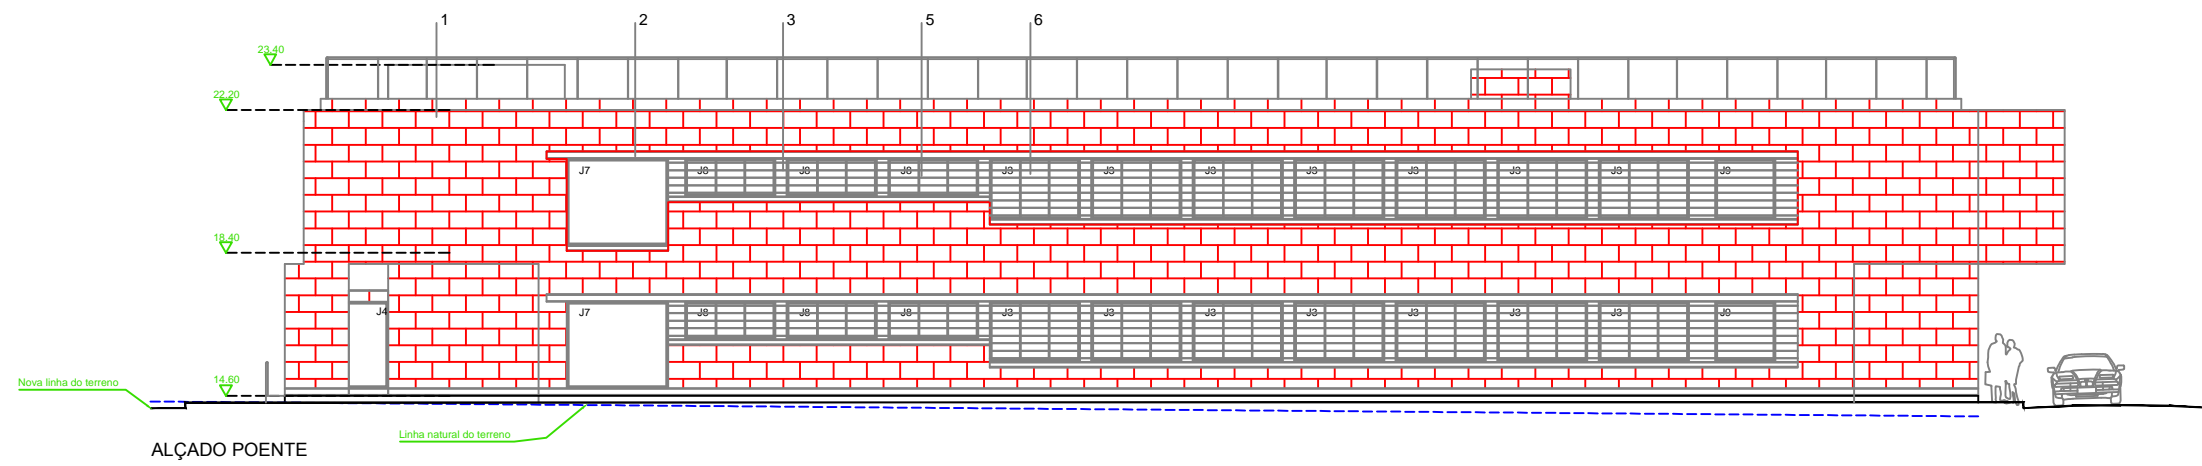 1 2 3 5 6
23.40
22.20
J7 J8 J8 J8 J3 J3 J3 J3 J3 J3 J3 J9
18.40
J4 J7 J8 J8 J8 J3 J3 J3 J3 J3 J3 J3 J9
14.60
Nova linha do terreno
Linha natural do terreno
ALÇADO POENTE